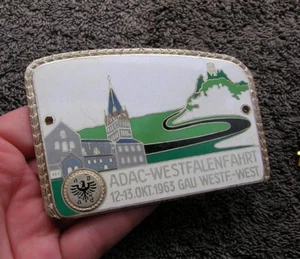 ADAC-WESTFALENFAHRT
12-13.OKT.1963 GAU WESTF.-WEST